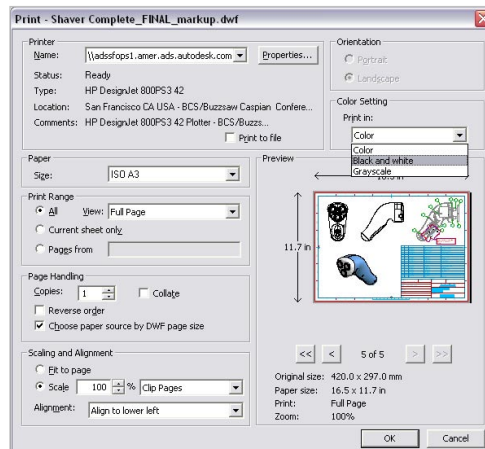 Print - Shaver Complete_FINAL_markup.dwf
Printer
Name: \\adssfops1.amer.ads.autodesk.com Properties...
Status: Ready
Type: HP DesignJet 800PS3 42
Location: San Francisco CA USA - BCS/Buzzsaw Caspian Confere...
Comments: HP DesignJet 800PS3 42 Plotter - BCS/Buzzs...
Print to file
Orientation
Portrait
Landscape
Color Setting
Print in:
Color
Color
Black and white
Grayscale
Paper
Size: ISO A3
Print Range
All View: Full Page
Current sheet only
Pages from
Page Handling
Copies: 1 Collate
Reverse order
Choose paper source by DWF page size
Scaling and Alignment
Fit to page
Scale 100 % Clip Pages
Alignment: Align to lower left
Preview
11.7 in
<< < 5 of 5 > >>
Original size: 420.0 x 297.0 mm
Paper size: 16.5 x 11.7 in
Print: Full Page
Zoom: 100%
OK Cancel